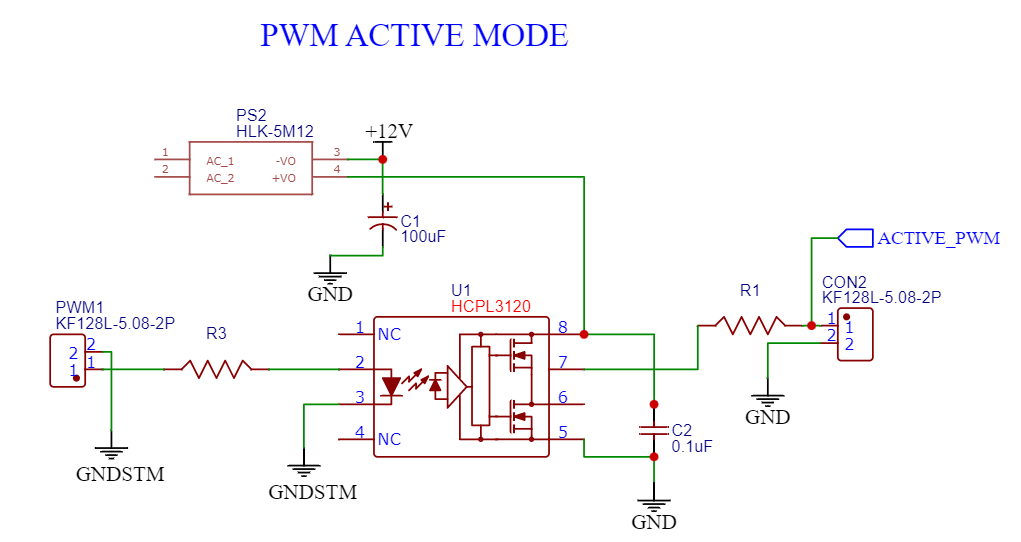 PWM ACTIVE MODE
PS2
HLK-5M12
+12V
1
AC_1
-VO
3
2
AC_2
+VO
4
+
C1
100uF
GND
ACTIVE_PWM
U1
HCPL3120
R1
CON2
KF128L-5.08-2P
PWM1
KF128L-5.08-2P
R3
1
NC
8
1
1
2
2
2
2
1
1
2
7
3
6
4
NC
5
C2
0.1uF
GND
GNDSTM
GNDSTM
GND